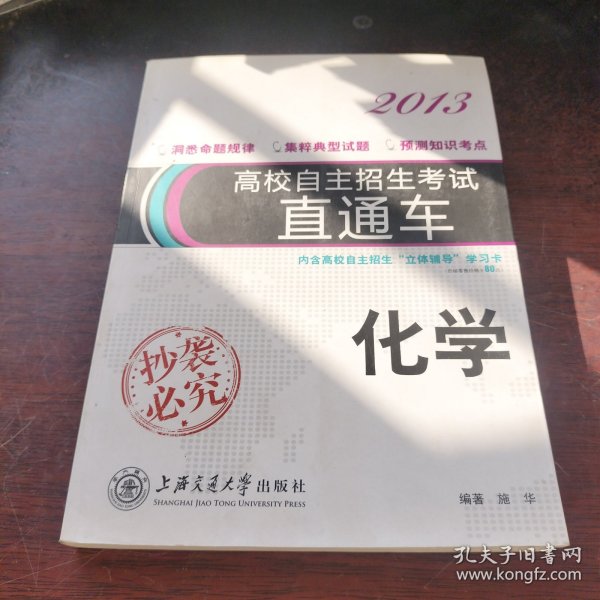 2013
洞悉命题规律 集粹典型试题 预测知识考点
高校自主招生考试
直通车
内含高校自主招生“立体辅导”学习卡
化学
抄袭
必究
上海交通大学出版社
SHANGHAI JIAO TONG UNIVERSITY PRESS
编著 施 华
孔夫子旧书网
www.kongfz.com